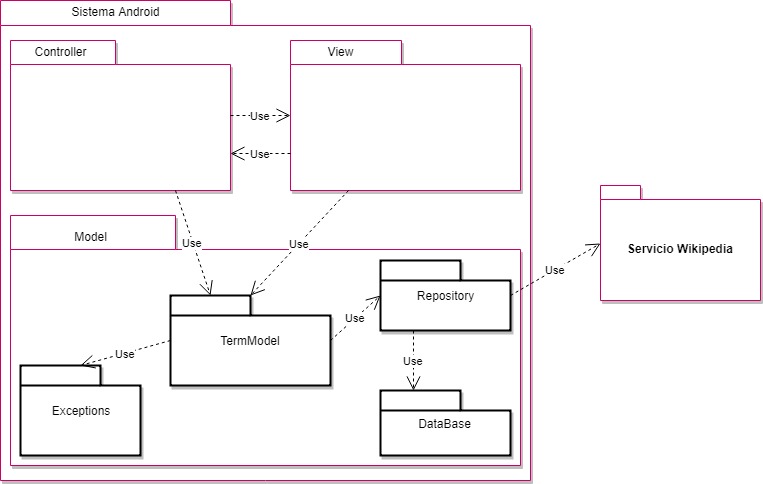 Sistema Android
Controller
View
Use
Use
Model
Use
Use
Servicio Wikipedia
Use
Repository
Use
TermModel
Use
Use
Exceptions
DataBase